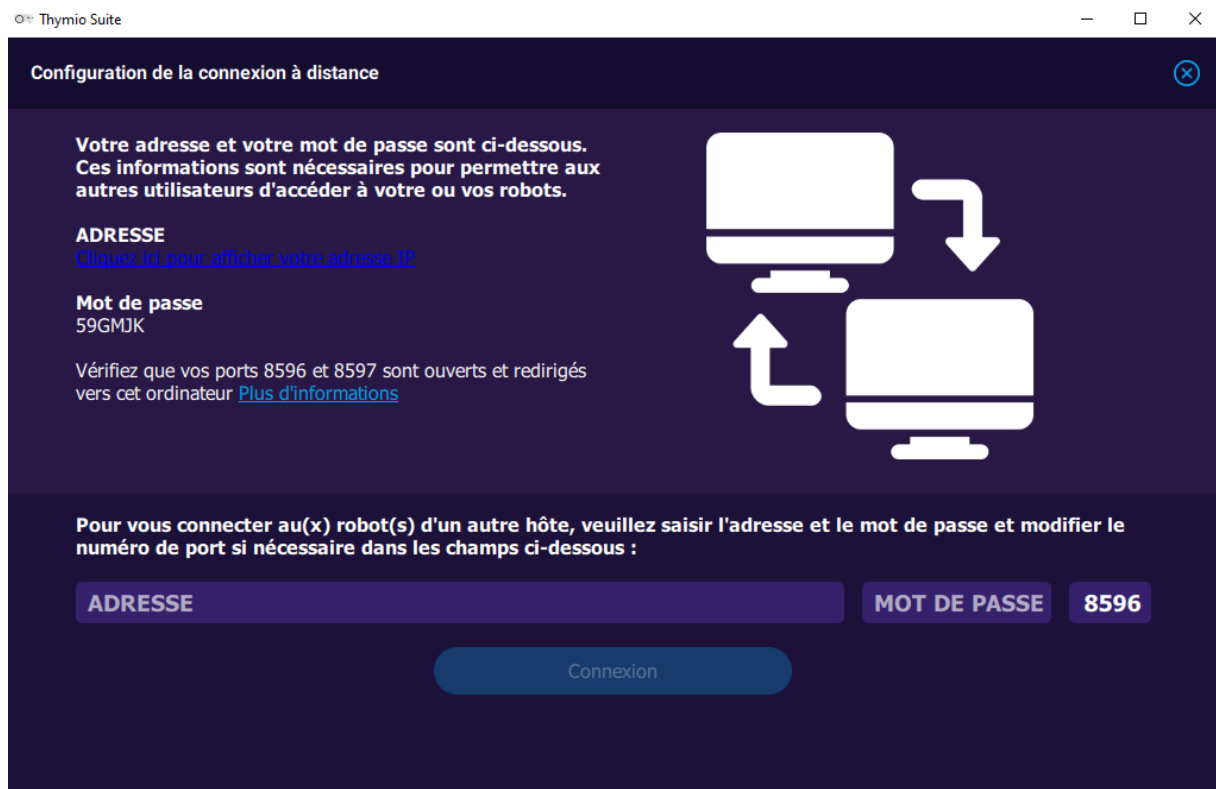 Thymio Suite
Configuration de la connexion à distance
Votre adresse et votre mot de passe sont ci-dessous.
Ces informations sont nécessaires pour permettre aux
autres utilisateurs d'accéder à votre ou vos robots.
ADRESSE
Cliquez ici pour afficher votre adresse IP
Mot de passe
59GMJK
Vérifiez que vos ports 8596 et 8597 sont ouverts et redirigés
vers cet ordinateur Plus d'informations
Pour vous connecter au(x) robot(s) d'un autre hôte, veuillez saisir l'adresse et le mot de passe et modifier le
numéro de port si nécessaire dans les champs ci-dessous :
ADRESSE MOT DE PASSE 8596
Connexion